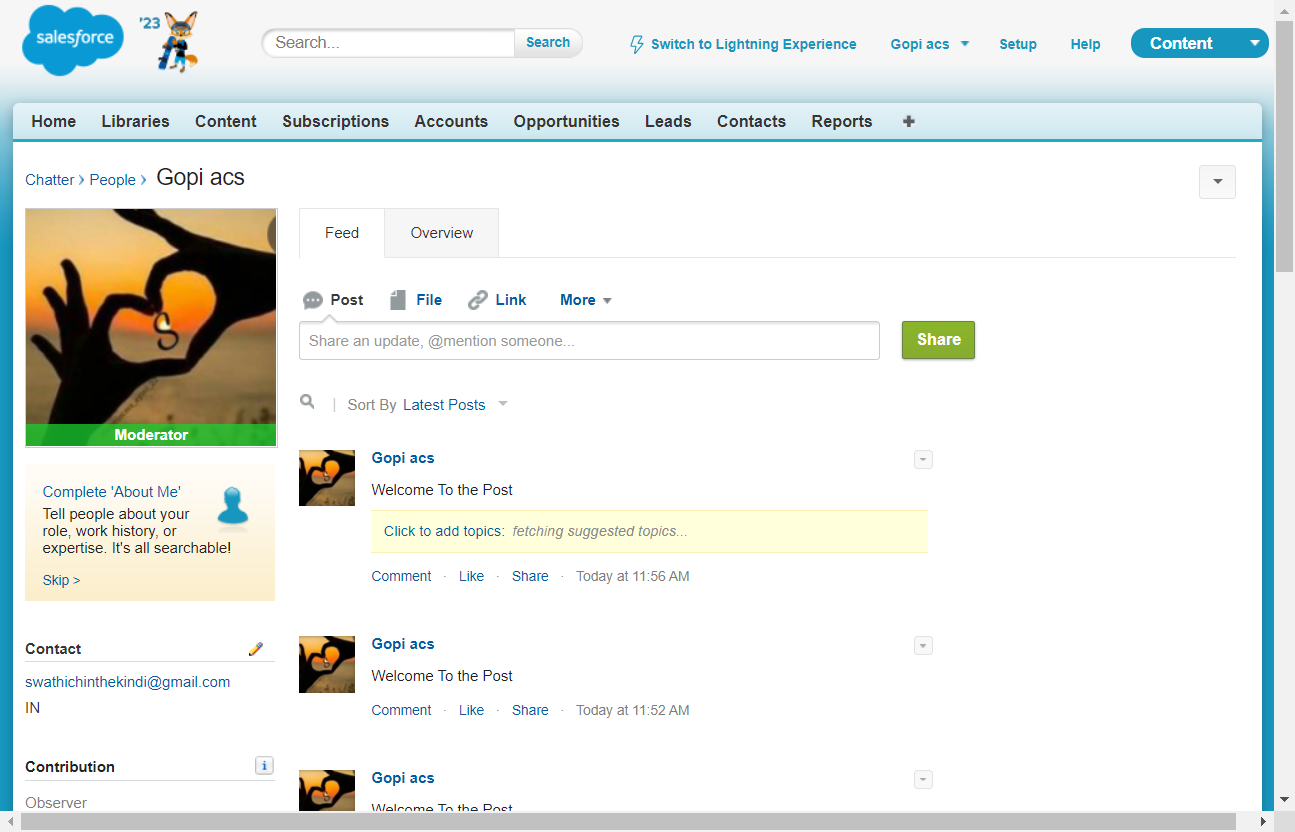 salesforce
'23
Search...
Search
Switch to Lightning Experience
Gopi acs
Setup
Help
Content
Home
Libraries
Content
Subscriptions
Accounts
Opportunities
Leads
Contacts
Reports
Chatter › People › Gopi acs
Moderator
Complete 'About Me'
Tell people about your
role, work history, or
expertise. It's all searchable!
Skip >
Contact
swathichinthekindi@gmail.com
IN
Contribution
Observer
Feed
Overview
Post
File
Link
More
Share an update, @mention someone...
Share
| Sort By Latest Posts
Gopi acs
Welcome To the Post
Click to add topics: fetching suggested topics...
Comment · Like · Share · Today at 11:56 AM
Gopi acs
Welcome To the Post
Comment · Like · Share · Today at 11:52 AM
Gopi acs
Welcome To the Post